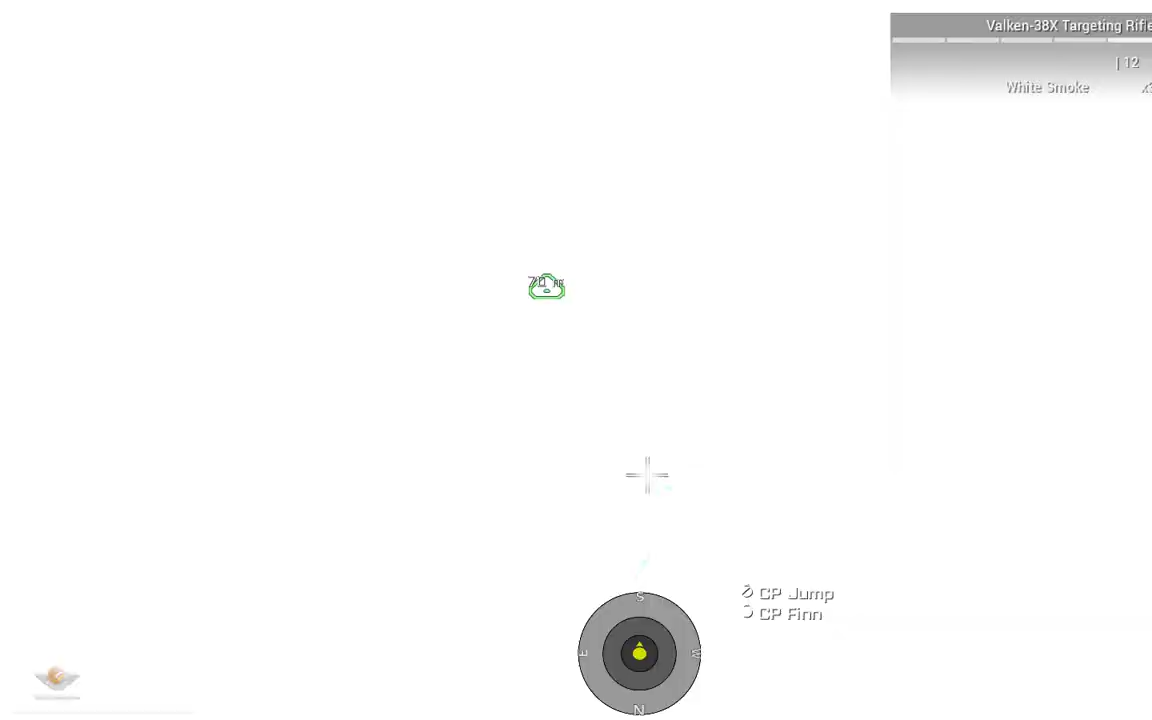 Valken-38X Targeting Rifle
| 12
White Smoke
S
CP Jump
CP Finn
E W
N